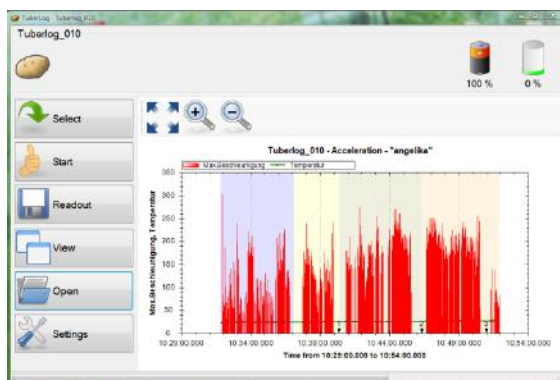 TuberLog - Tuberlog_010
Tuberlog_010
100 %
0 %
Select
Start
Readout
View
Open
Settings
Tuberlog_010 - Acceleration - "angelika"
Max.Beschleunigung
Temperatur
Max.Beschleunigung, Temperatur
350
300
250
200
150
100
50
0
10:29:00.000
10:34:00.000
10:39:00.000
10:44:00.000
10:49:00.000
10:54:00.000
Time from 10:29:00.000 to 10:54:00.000